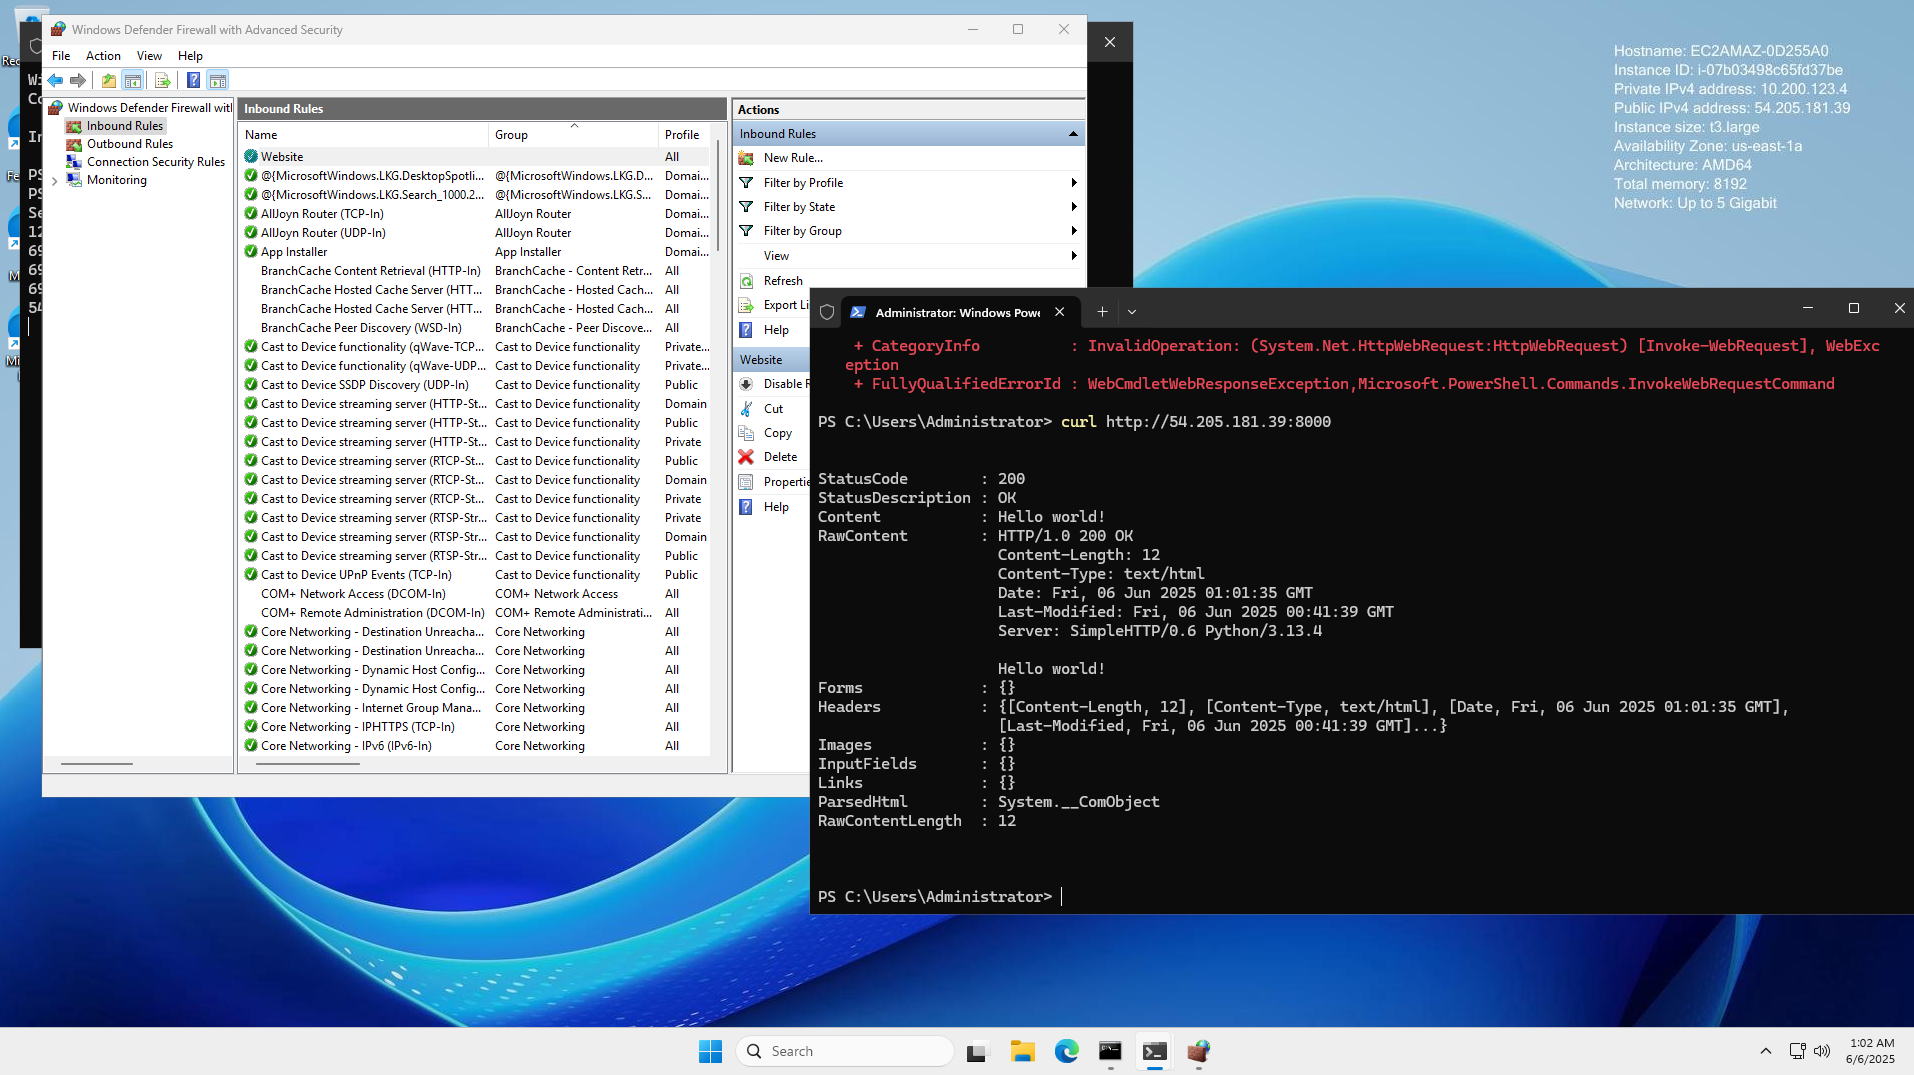 Hostname: EC2AMAZ-0D255A0
Instance ID: i-07b03498c65fd37be
Private IPv4 address: 10.200.123.4
Public IPv4 address: 54.205.181.39
Instance size: t3.large
Availability Zone: us-east-1a
Architecture: AMD64
Total memory: 8192
Network: Up to 5 Gigabit
Windows Defender Firewall with Advanced Security
File Action View Help
Windows Defender Firewall wit
Inbound Rules
Outbound Rules
Connection Security Rules
Monitoring
Inbound Rules
Name Group Profile
Website All
@{MicrosoftWindows.LKG.DesktopSpotli... @{MicrosoftWindows.LKG.D... Domai...
@{MicrosoftWindows.LKG.Search_1000.2... @{MicrosoftWindows.LKG.S... Domai...
AllJoyn Router (TCP-In) AllJoyn Router Domai...
AllJoyn Router (UDP-In) AllJoyn Router Domai...
App Installer App Installer Domai...
BranchCache Content Retrieval (HTTP-In) BranchCache - Content Retr... All
BranchCache Hosted Cache Server (HTT... BranchCache - Hosted Cach... All
BranchCache Hosted Cache Server (HTT... BranchCache - Hosted Cach... All
BranchCache Peer Discovery (WSD-In) BranchCache - Peer Discove... All
Cast to Device functionality (qWave-TCP... Cast to Device functionality Private...
Cast to Device functionality (qWave-UDP... Cast to Device functionality Private...
Cast to Device SSDP Discovery (UDP-In) Cast to Device functionality Public
Cast to Device streaming server (HTTP-St... Cast to Device functionality Domain
Cast to Device streaming server (HTTP-St... Cast to Device functionality Public
Cast to Device streaming server (HTTP-St... Cast to Device functionality Private
Cast to Device streaming server (RTCP-St... Cast to Device functionality Public
Cast to Device streaming server (RTCP-St... Cast to Device functionality Domain
Cast to Device streaming server (RTCP-St... Cast to Device functionality Private
Cast to Device streaming server (RTSP-Str... Cast to Device functionality Private
Cast to Device streaming server (RTSP-Str... Cast to Device functionality Domain
Cast to Device streaming server (RTSP-Str... Cast to Device functionality Public
Cast to Device UPnP Events (TCP-In) Cast to Device functionality Public
COM+ Network Access (DCOM-In) COM+ Network Access All
COM+ Remote Administration (DCOM-In) COM+ Remote Administrati... All
Core Networking - Destination Unreacha... Core Networking All
Core Networking - Destination Unreacha... Core Networking All
Core Networking - Dynamic Host Config... Core Networking All
Core Networking - Dynamic Host Config... Core Networking All
Core Networking - Internet Group Mana... Core Networking All
Core Networking - IPHTTPS (TCP-In) Core Networking All
Core Networking - IPv6 (IPv6-In) Core Networking All
Actions
Inbound Rules
New Rule...
Filter by Profile
Filter by State
Filter by Group
View
Refresh
Export Li
Help
Website
Disable R
Cut
Copy
Delete
Propertie
Help
Administrator: Windows Powe
+ CategoryInfo : InvalidOperation: (System.Net.HttpWebRequest:HttpWebRequest) [Invoke-WebRequest], WebExc
eption
+ FullyQualifiedErrorId : WebCmdletWebResponseException,Microsoft.PowerShell.Commands.InvokeWebRequestCommand
PS C:\Users\Administrator> curl http://54.205.181.39:8000
StatusCode : 200
StatusDescription : OK
Content : Hello world!
RawContent : HTTP/1.0 200 OK
Content-Length: 12
Content-Type: text/html
Date: Fri, 06 Jun 2025 01:01:35 GMT
Last-Modified: Fri, 06 Jun 2025 00:41:39 GMT
Server: SimpleHTTP/0.6 Python/3.13.4
Hello world!
Forms : {}
Headers : {[Content-Length, 12], [Content-Type, text/html], [Date, Fri, 06 Jun 2025 01:01:35 GMT],
[Last-Modified, Fri, 06 Jun 2025 00:41:39 GMT]...}
Images : {}
InputFields : {}
Links : {}
ParsedHtml : System.__ComObject
RawContentLength : 12
PS C:\Users\Administrator>
Search
1:02 AM
6/6/2025